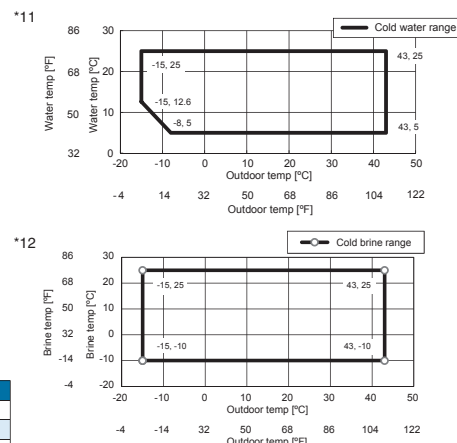 *11
Cold water range
Water temp [ºF]
Water temp [ºC]
86 30
68 20
50 10
32 0
-15, 25
43, 25
-15, 12.6
-8, 5
43, 5
-20 -10 0 10 20 30 40 50
Outdoor temp [ºC]
-4 14 32 50 68 86 104 122
Outdoor temp [ºF]
*12
Cold brine range
Brine temp [ºF]
Brine temp [ºC]
86 30
68 20
50 10
32 0
-14 -10
-4 -20
-15, 25
43, 25
-15, -10
43, -10
-20 -10 0 10 20 30 40 50
Outdoor temp [ºC]
-4 -14 32 50 68 86 104 122
Outdoor temp [ºF]